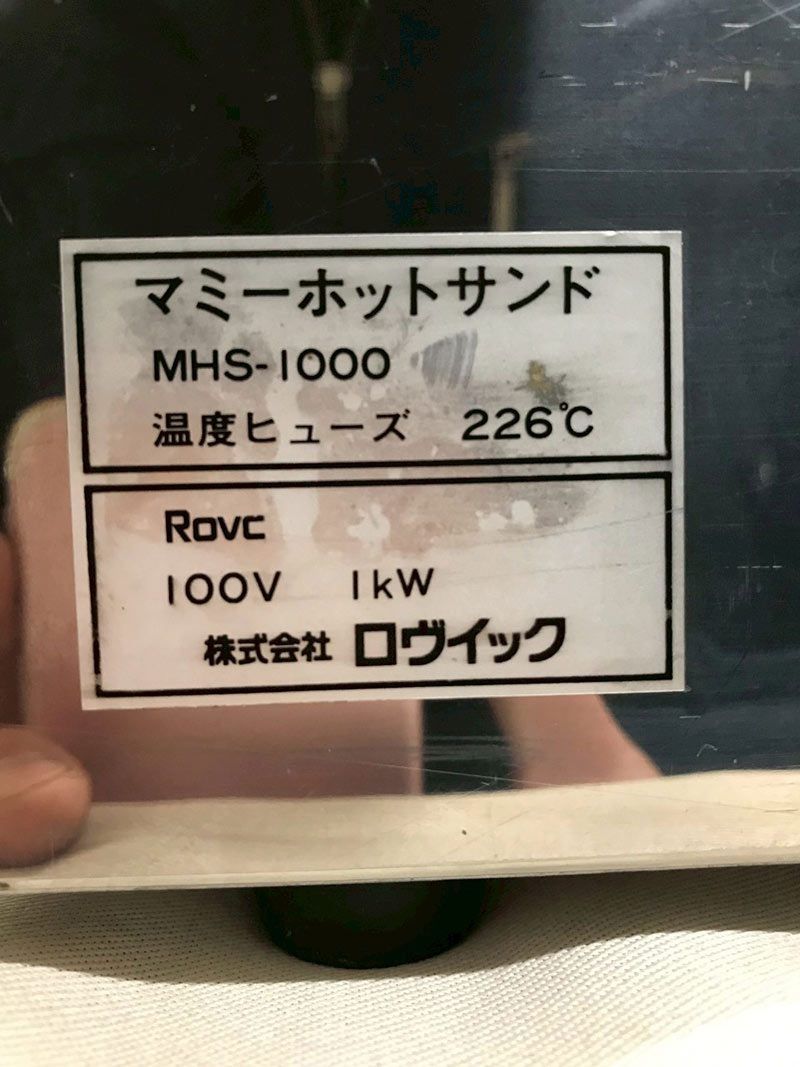 マミーホットサンド
MHS-1000
温度ヒューズ 226℃
Rovc
100V 1kW
株式会社 ロヴイック